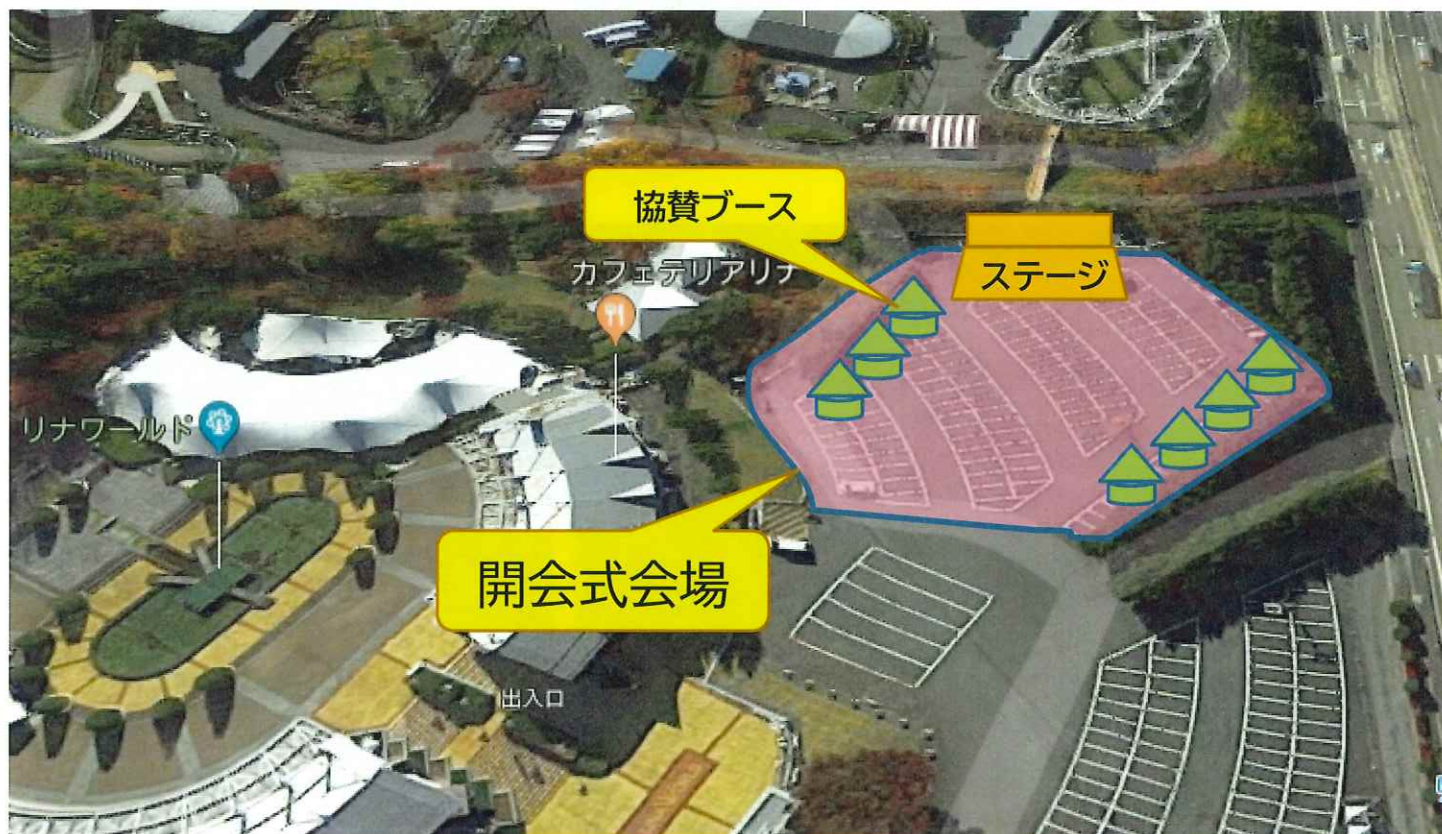 協賛ブース
カフェテリアリナ
ステージ
リナワールド
開会式会場
出入口